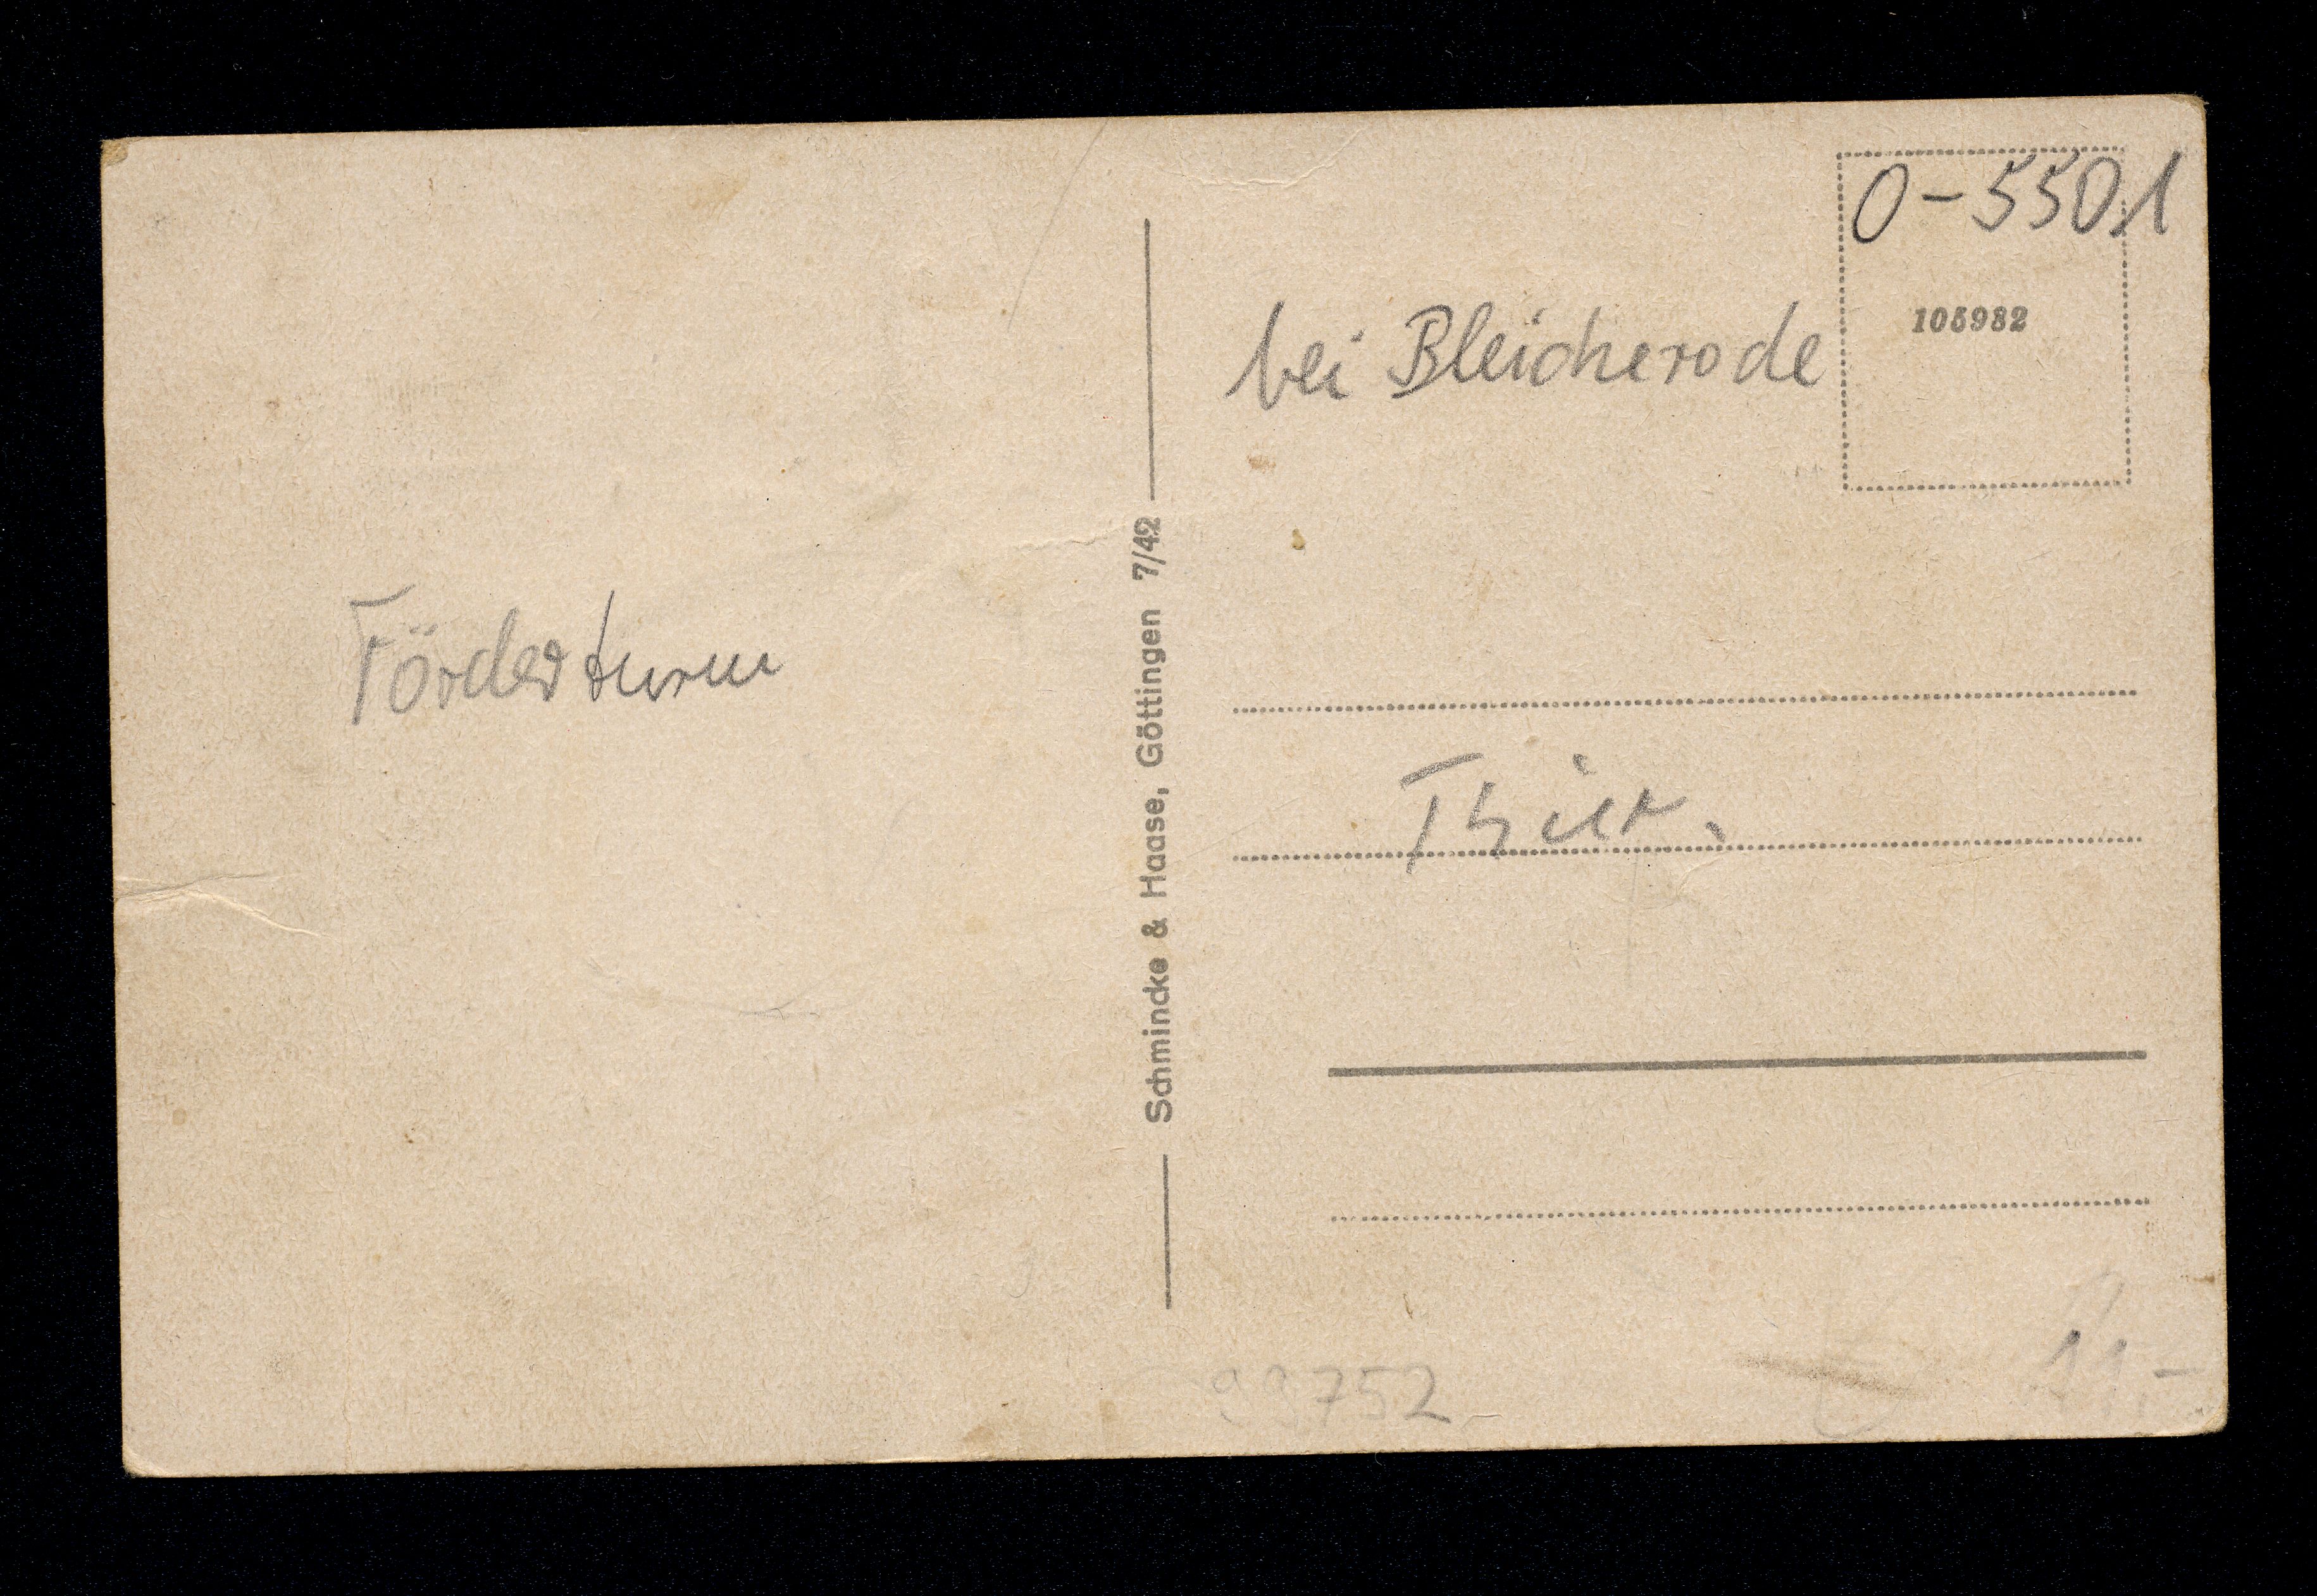 Förderturm
Schmincke & Haase, Göttingen 7/42
0-5501
105982
bei Bleicherode
Thür.
99752
11,-